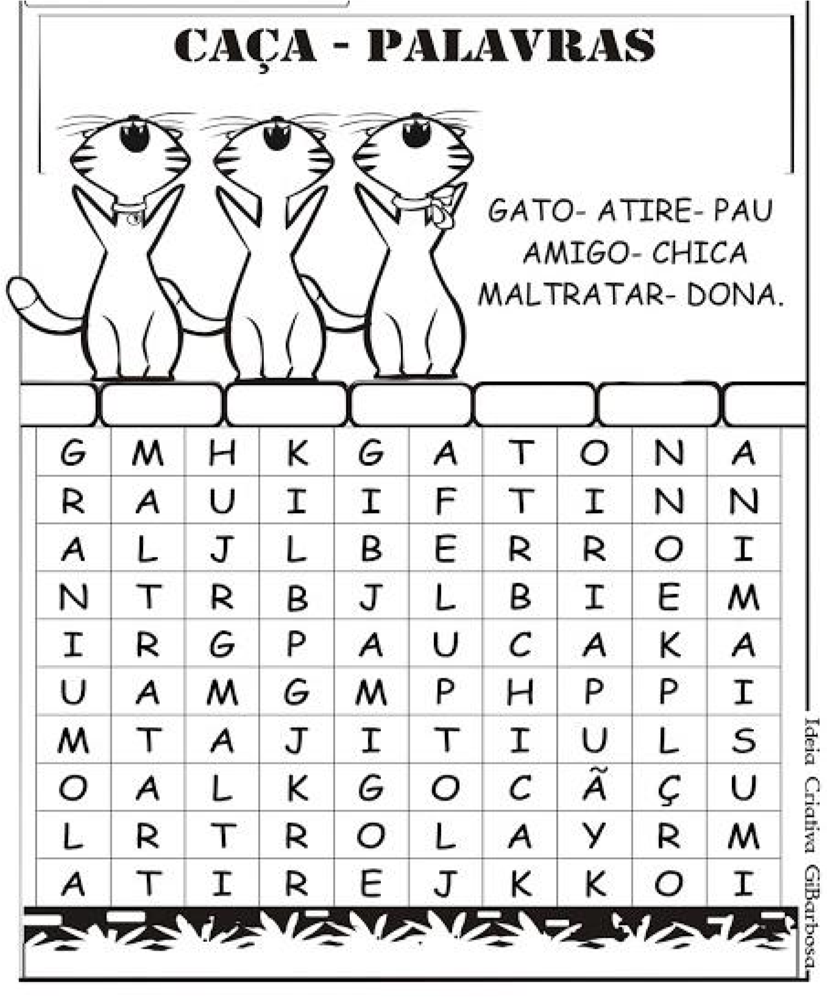 CAÇA - PALAVRAS
GATO- ATIRE- PAU
AMIGO- CHICA
MALTRATAR- DONA.
G M H K G A T O N A
R A U I I F T I N N
A L J L B E R R O I
N T R B J L B I E M
I R G P A U C A K A
U A M G M P H P P I
M T A J I T I U L S
O A L K G O C Ã Ç U
L R T R O L A Y R M
A T I R E J K K O I
Ideia Criativa GiBarbosa